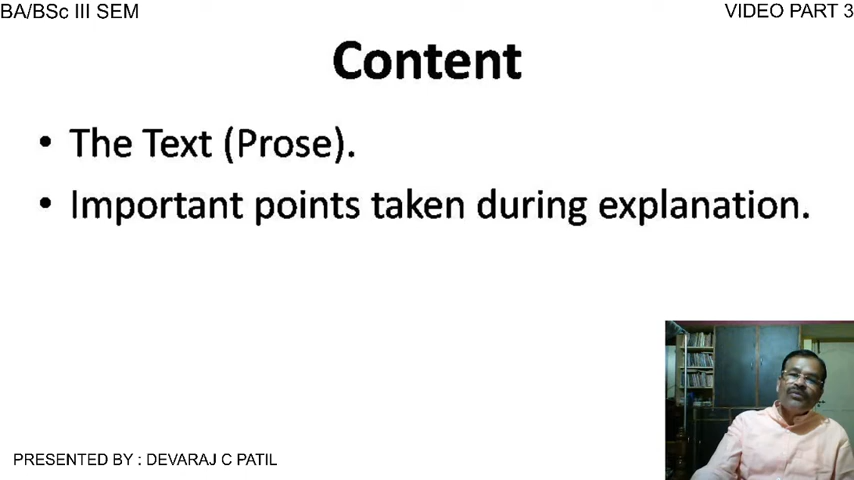 BA/BSc III SEM
VIDEO PART 3
Content
• The Text (Prose).
• Important points taken during explanation.
PRESENTED BY : DEVARAJ C PATIL